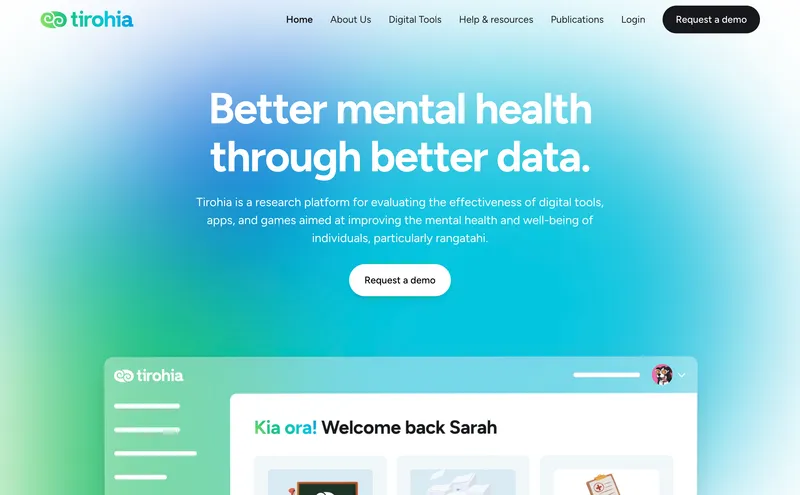 tirohia
Home About Us Digital Tools Help & resources Publications Login Request a demo
Better mental health
through better data.
Tirohia is a research platform for evaluating the effectiveness of digital tools,
apps, and games aimed at improving the mental health and well-being of
individuals, particularly rangatahi.
Request a demo
tirohia
Kia ora! Welcome back Sarah